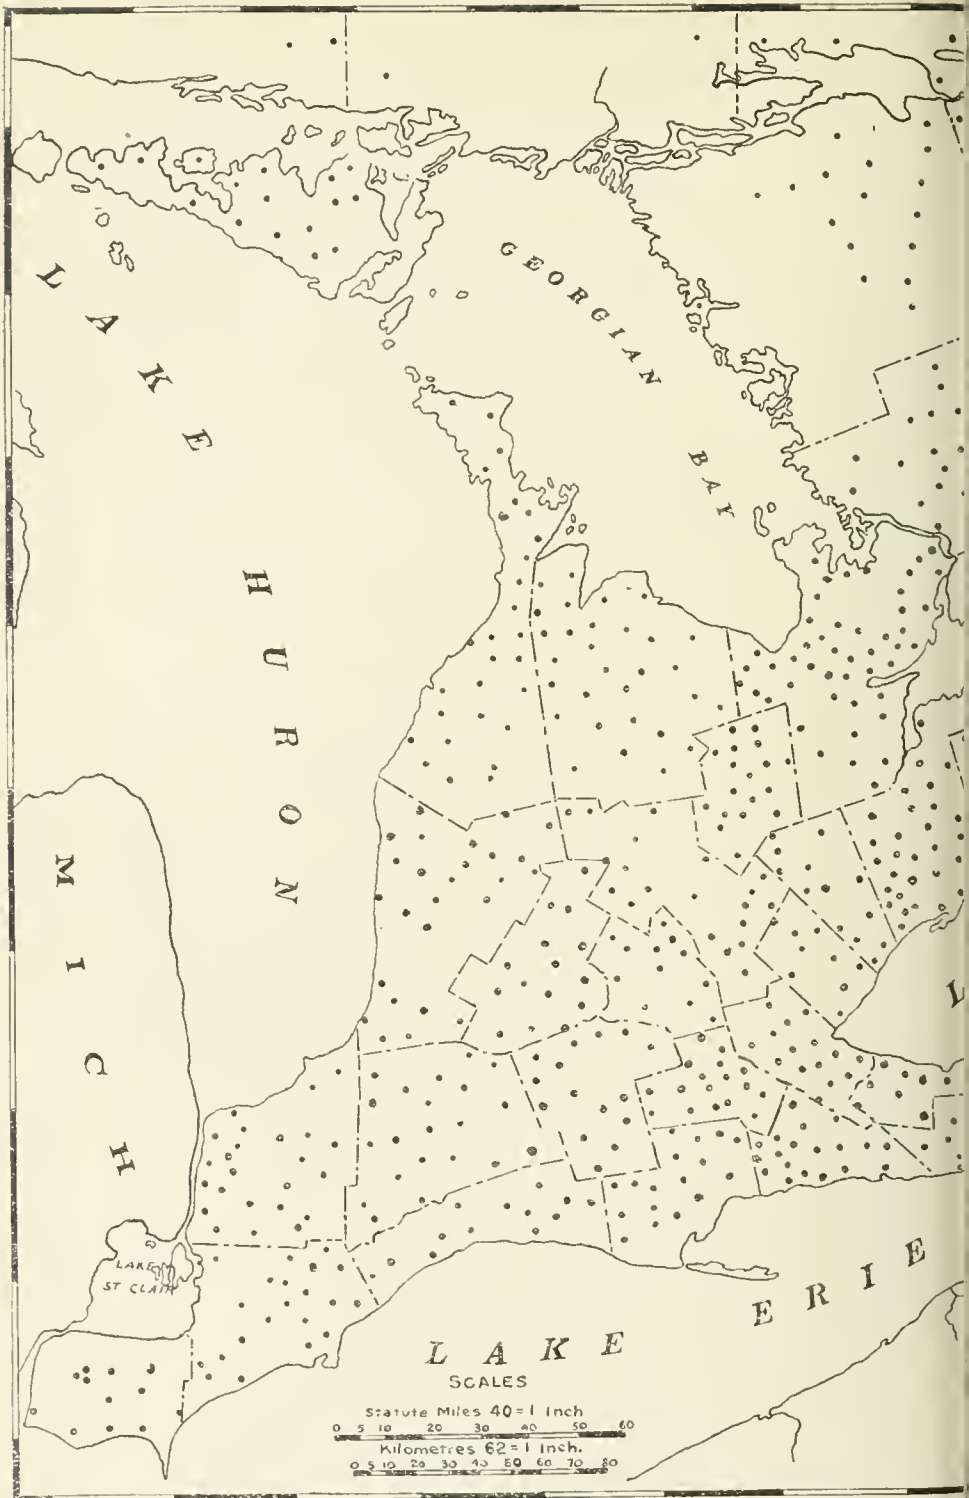 LAKE HURON
GEORGIAN
BAY
MICH
L
LAKE
ST CLAIR
LAKE ERIE
SCALES
Statute Miles 40=1 Inch
0 5 10 20 30 40 50 60
Kilometres 62=1 Inch.
0 5 10 20 30 40 50 60 70 80